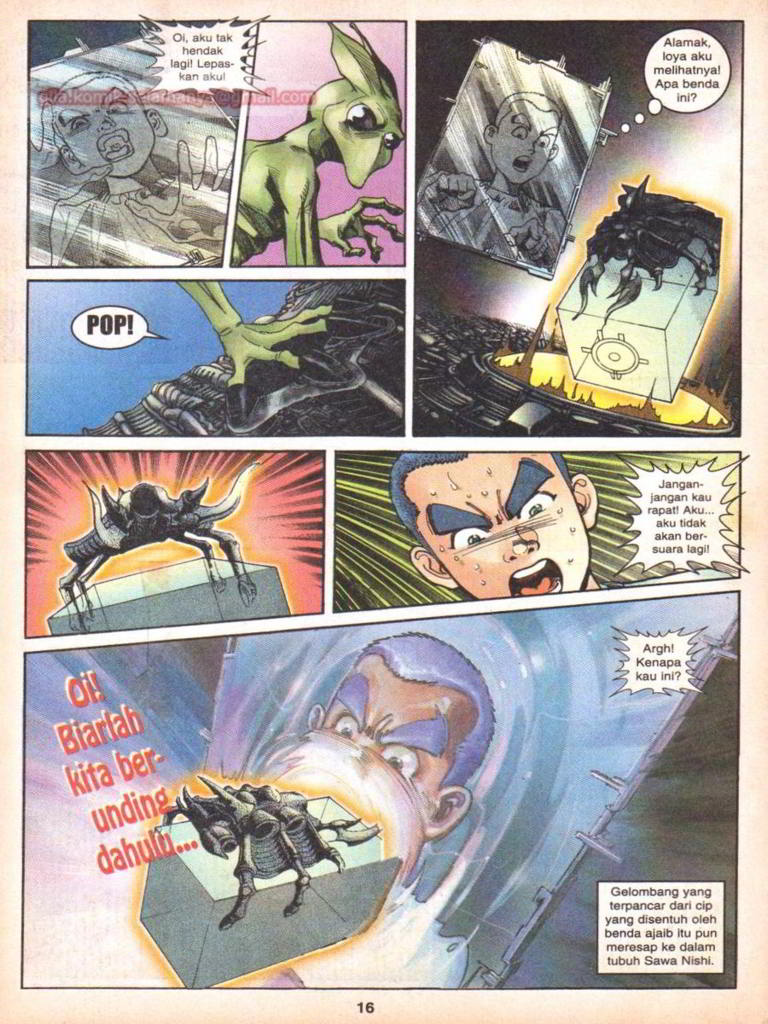 Oi, aku tak
hendak
lagi! Lepas-
kan aku!
Alamak,
loya aku
melihatnya!
Apa benda
ini?
POP!
Jangan-
jangan kau
rapat! Aku...
aku tidak
akan ber-
suara lagi!
Oi!
Biarlah
kita ber-
unding
dahulu...
Argh!
Kenapa
kau ini?
Gelombang yang
terpancar dari cip
yang disentuh oleh
benda ajaib itu pun
meresap ke dalam
tubuh Sawa Nishi.
16